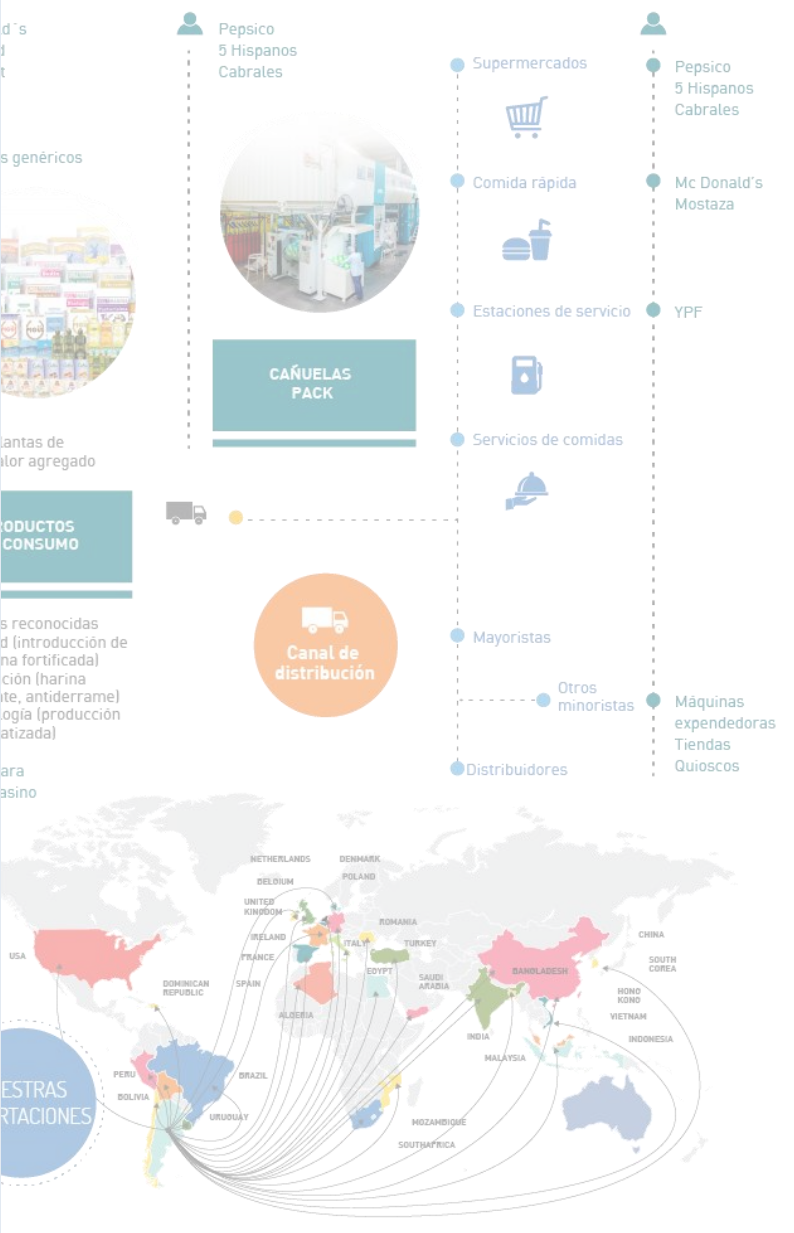 d´s
d
t
s genéricos
lantas de
alor agregado
RODUCTOS
CONSUMO
s reconocidas
d (introducción de
na fortificada)
ción (harina
te, antiderrame)
ogía (producción
atizada)
ara
asino
Pepsico
5 Hispanos
Cabrales
CAÑUELAS
PACK
Canal de
distribución
Supermercados
Comida rápida
Estaciones de servicio
Servicios de comidas
Mayoristas
Otros
minoristas
Distribuidores
Pepsico
5 Hispanos
Cabrales
Mc Donald´s
Mostaza
YPF
Máquinas
expendedoras
Tiendas
Quioscos
NETHERLANDS
DENMARK
BELGIUM
POLAND
UNITED
KINGDOM
ROMANIA
IRELAND
ITALY
TURKEY
CHINA
USA
FRANCE
SPAIN
EGYPT
SAUDI
ARABIA
BANGLADESH
SOUTH
COREA
DOMINICAN
REPUBLIC
ALGERIA
HONG
KONG
VIETNAM
INDIA
INDONESIA
MALAYSIA
PERU
BRAZIL
BOLIVIA
URUGUAY
MOZAMBIQUE
SOUTHAFRICA
ESTRAS
RTACIONES